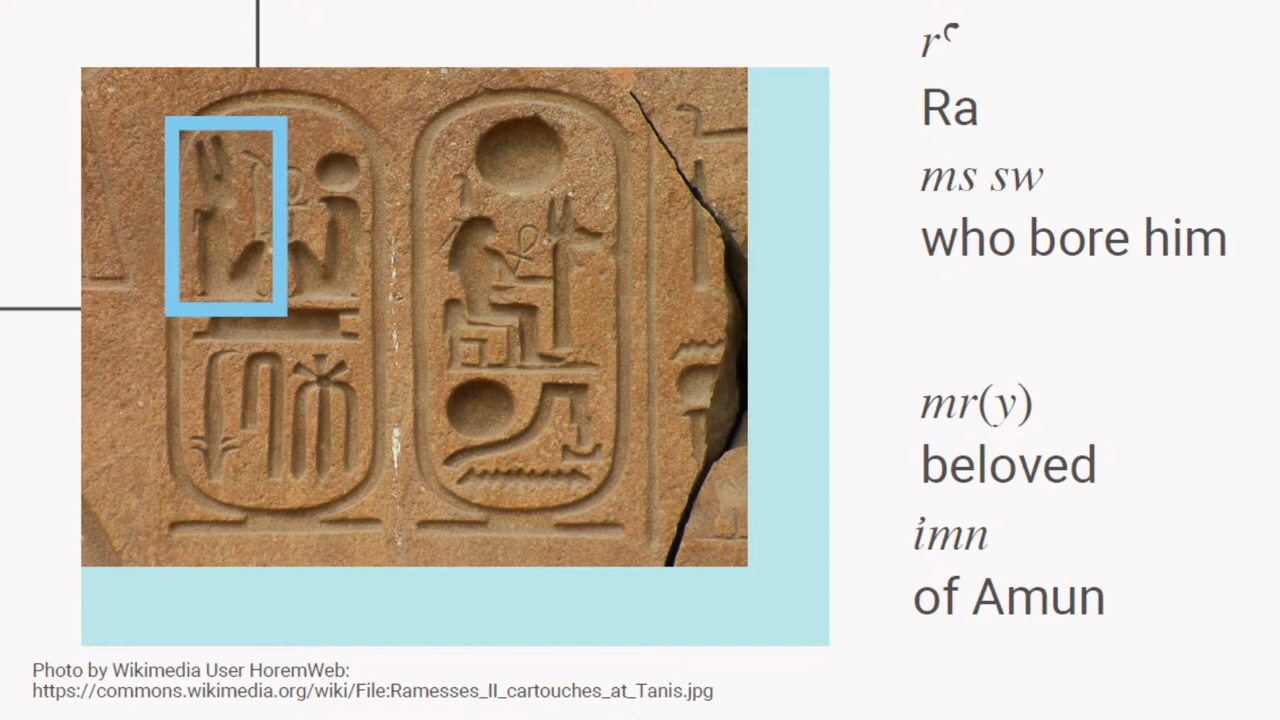 rꜥ
Ra
ms sw
who bore him
mr(y)
beloved
ỉmn
of Amun
Photo by Wikimedia User HoremWeb:
https://commons.wikimedia.org/wiki/File:Ramesses_II_cartouches_at_Tanis.jpg